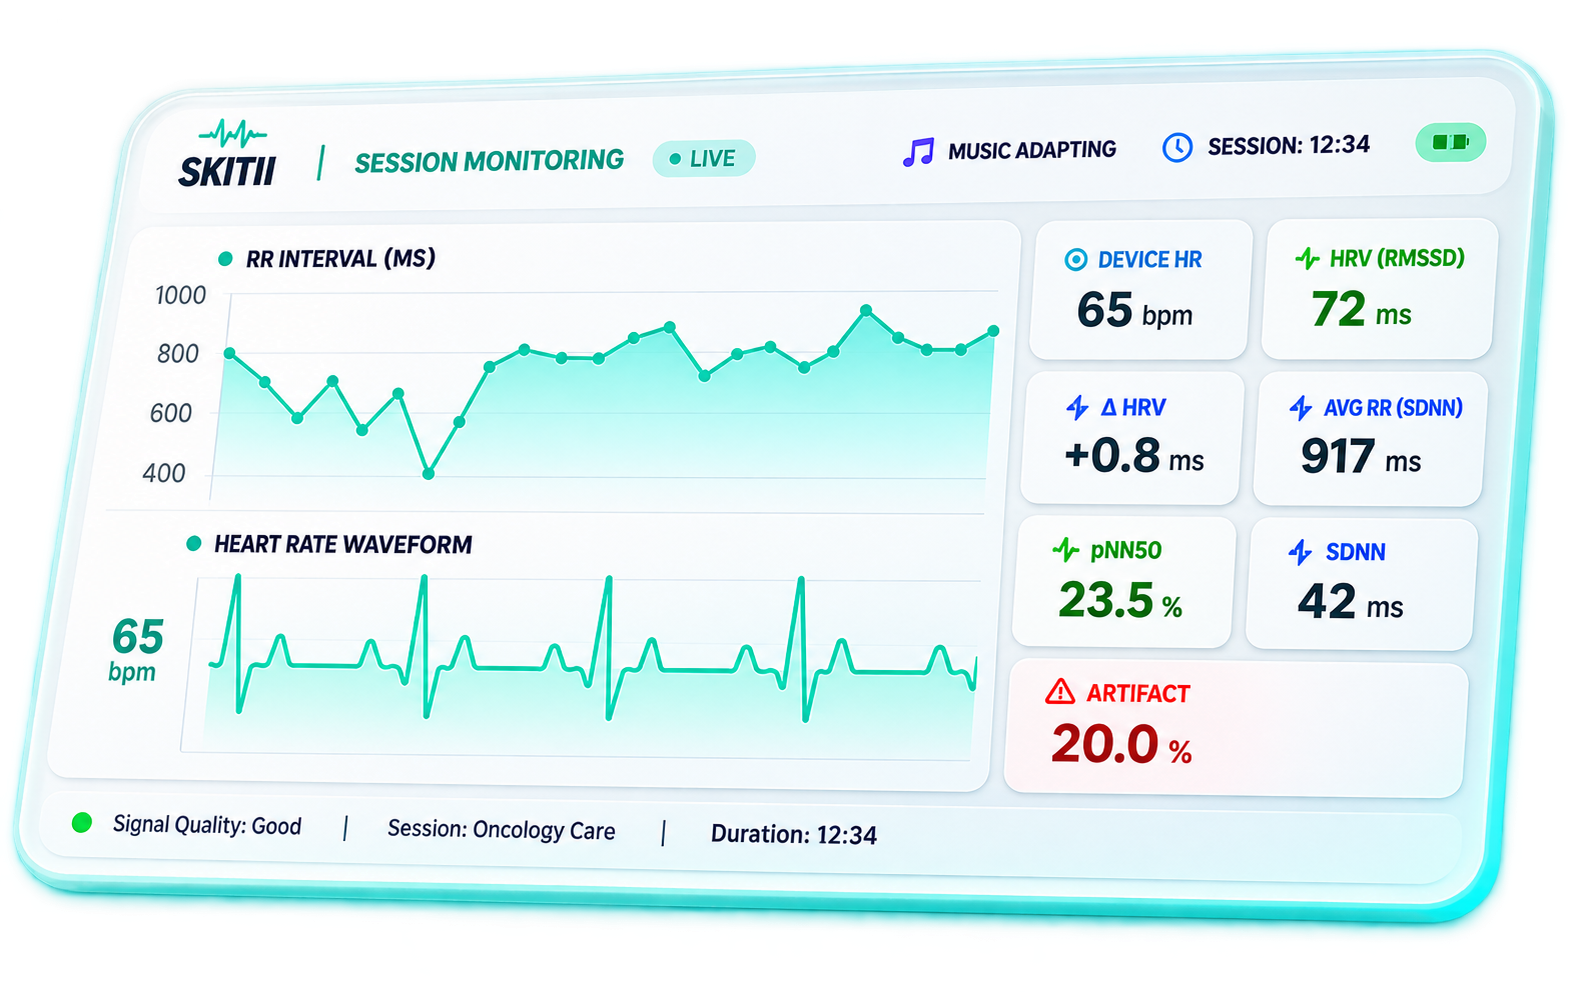 SKITII
SESSION MONITORING
LIVE
MUSIC ADAPTING
SESSION: 12:34
RR INTERVAL (MS)
1000
800
600
400
HEART RATE WAVEFORM
65
bpm
DEVICE HR
65 bpm
HRV (RMSSD)
72 ms
Δ HRV
+0.8 ms
AVG RR (SDNN)
917 ms
pNN50
23.5 %
SDNN
42 ms
ARTIFACT
20.0 %
Signal Quality: Good
Session: Oncology Care
Duration: 12:34